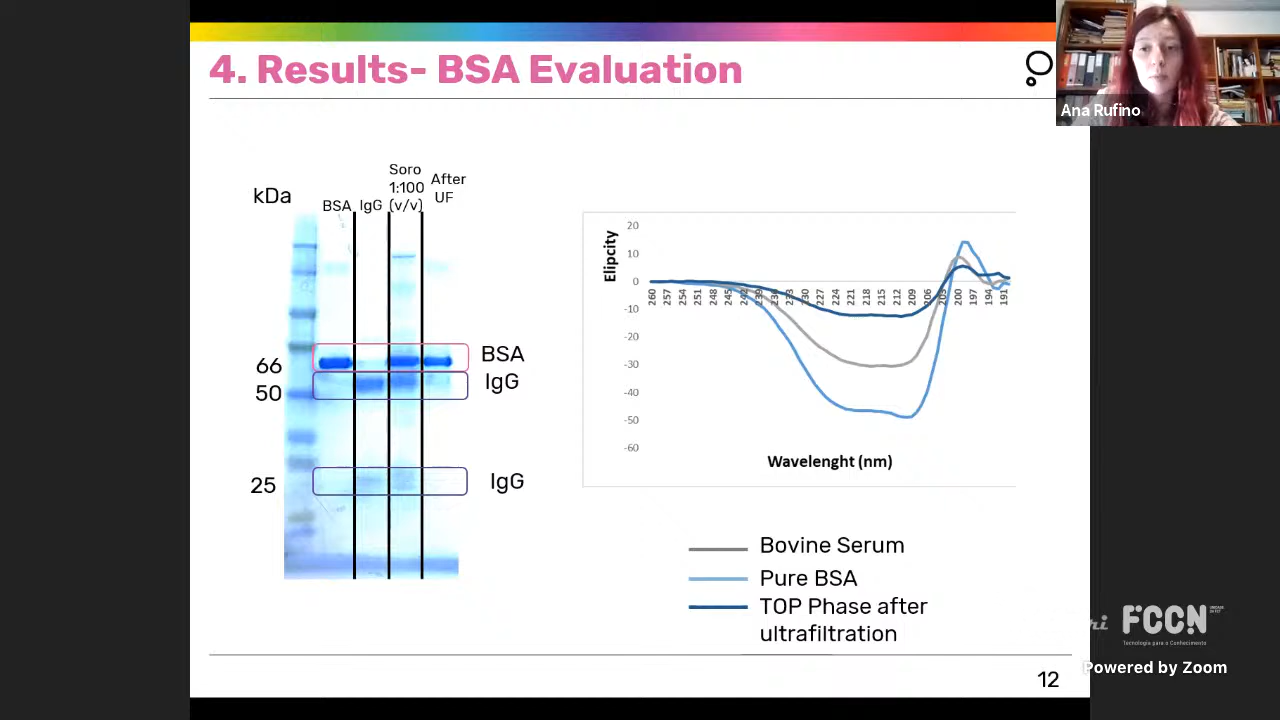 4. Results- BSA Evaluation
Ana Rufino
kDa
BSA
IgG
Soro
1:100
(v/v)
After
UF
66
50
25
BSA
IgG
IgG
Elipcity
20
10
0
-10
-20
-30
-40
-50
-60
260 257 254 251 248 245 242 239 236 233 230 227 224 221 218 215 212 209 206 203 200 197 194 191
Wavelenght (nm)
Bovine Serum
Pure BSA
TOP Phase after
ultrafiltration
FCCN
Tecnologia para o Conhecimento
Powered by Zoom
12